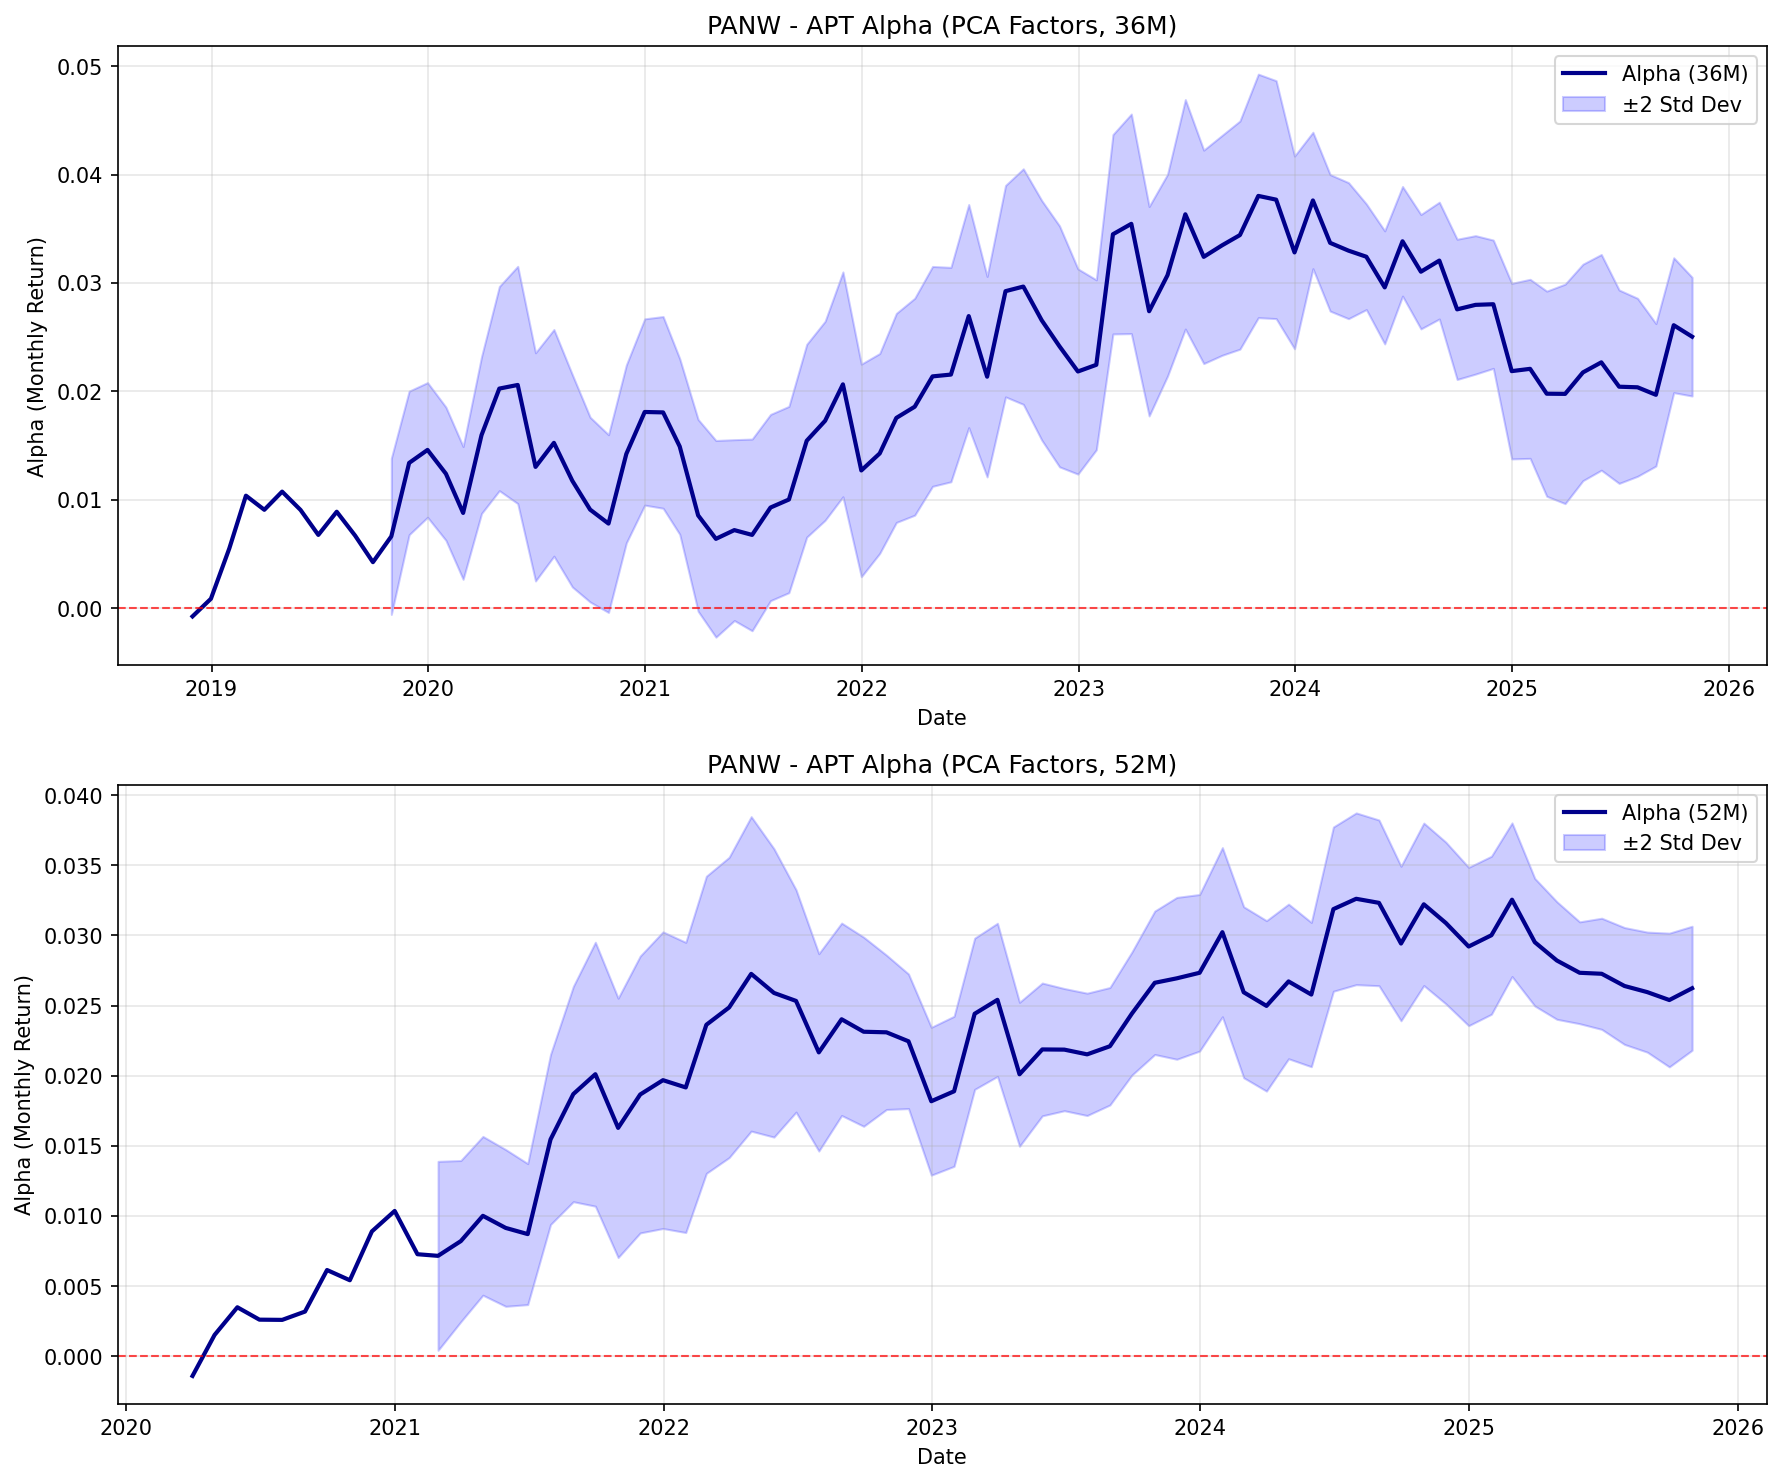 PANW - APT Alpha (PCA Factors, 36M)
Alpha (36M)
±2 Std Dev
Alpha (Monthly Return)
0.05
0.04
0.03
0.02
0.01
0.00
2019 2020 2021 2022 2023 2024 2025 2026
Date
PANW - APT Alpha (PCA Factors, 52M)
Alpha (52M)
±2 Std Dev
Alpha (Monthly Return)
0.040
0.035
0.030
0.025
0.020
0.015
0.010
0.005
0.000
2020 2021 2022 2023 2024 2025 2026
Date